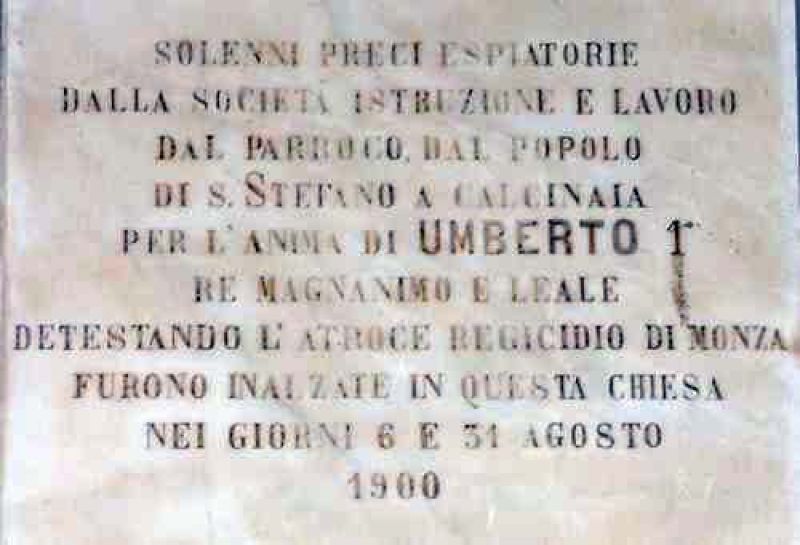 SOLENNI PRECI ESPIATORIE
DALLA SOCIETÀ ISTRUZIONE E LAVORO
DAL PARROCO, DAL POPOLO
DI S. STEFANO A CALCINAIA
PER L'ANIMA DI UMBERTO 1º
RE MAGNANIMO E LEALE
DETESTANDO L'ATROCE REGICIDIO DI MONZA
FURONO INALZATE IN QUESTA CHIESA
NEI GIORNI 6 E 31 AGOSTO
1900